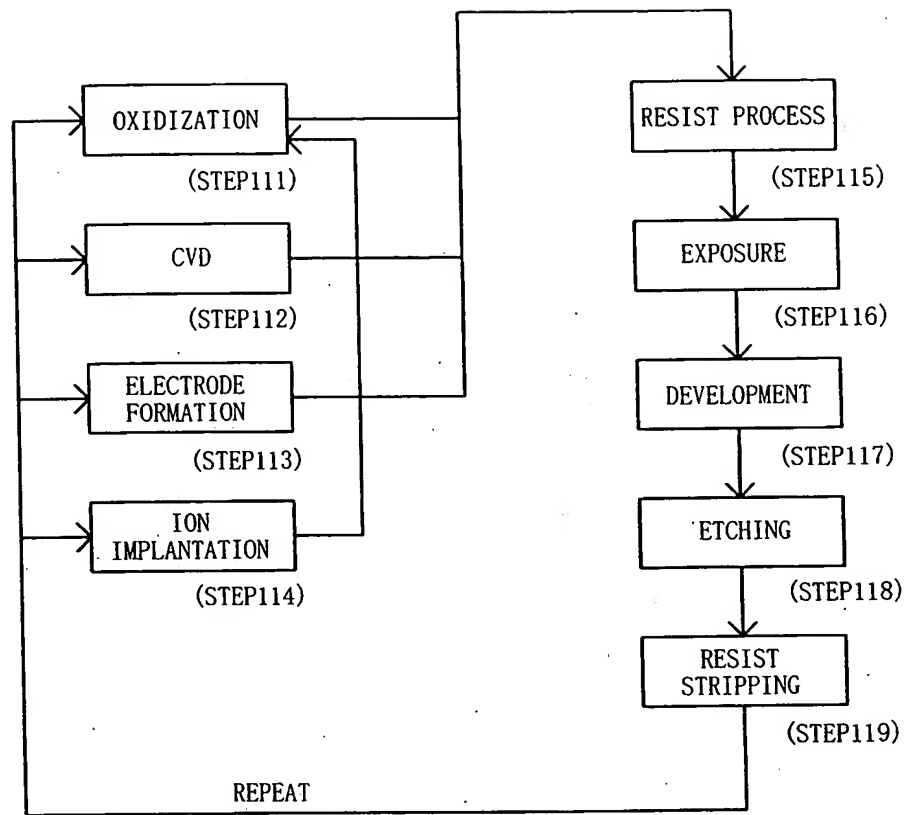 OXIDIZATION
(STEP111)
CVD
(STEP112)
ELECTRODE
FORMATION
(STEP113)
ION
IMPLANTATION
(STEP114)
RESIST PROCESS
(STEP115)
EXPOSURE
(STEP116)
DEVELOPMENT
(STEP117)
ETCHING
(STEP118)
RESIST
STRIPPING
(STEP119)
REPEAT